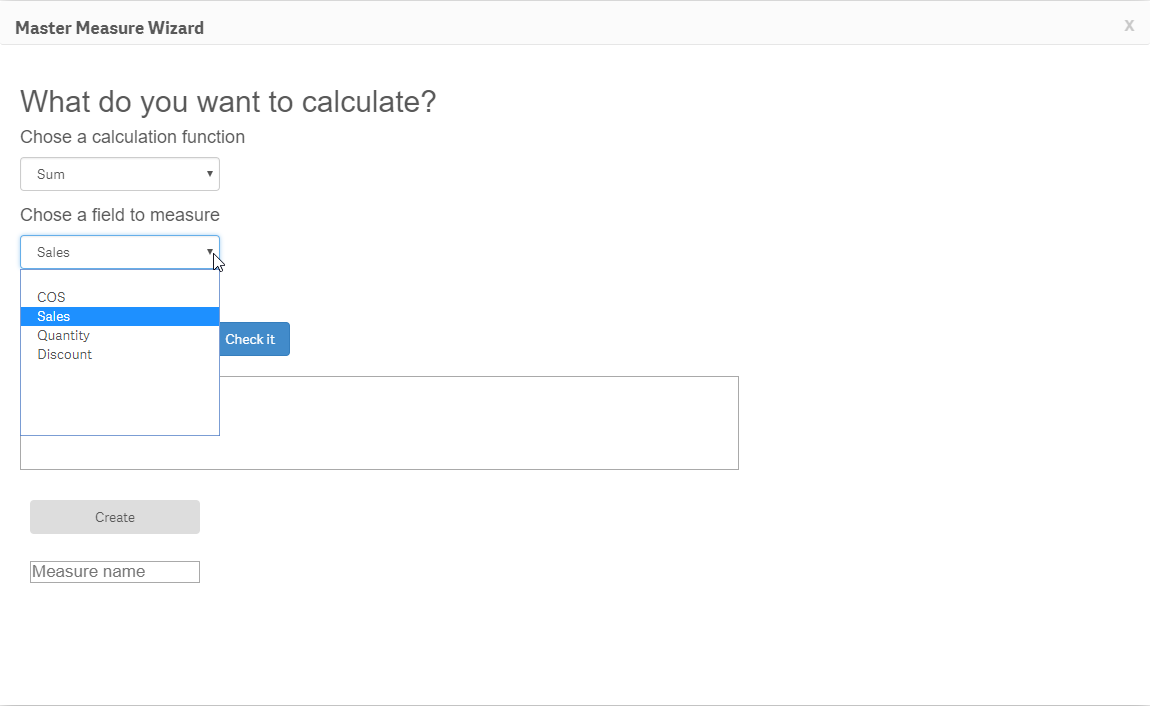 Master Measure Wizard
x
What do you want to calculate?
Chose a calculation function
Sum
Chose a field to measure
Sales
COS
Sales
Quantity
Discount
Check it
Create
Measure name